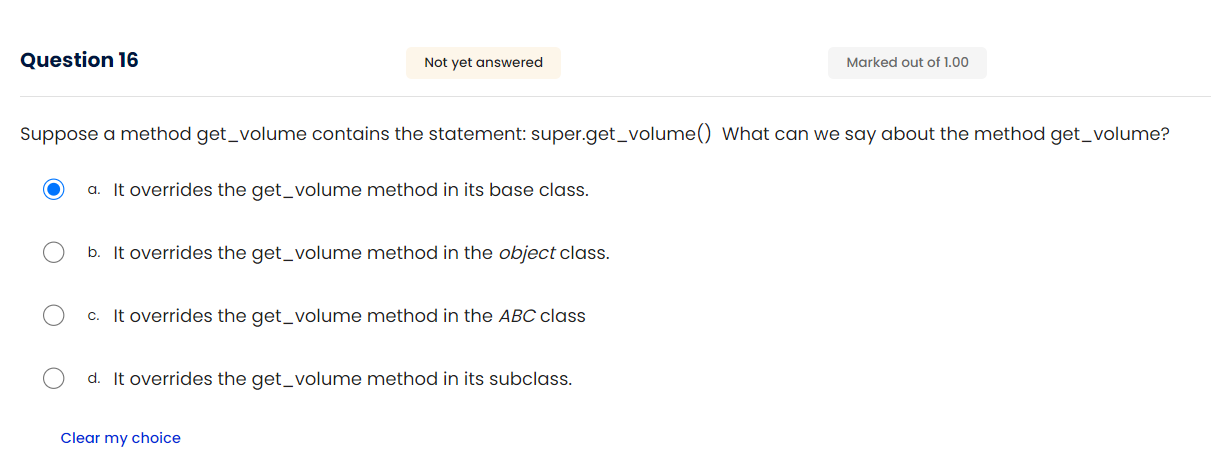 Question 16
Not yet answered
Marked out of 1.00
Suppose a method get_volume contains the statement: super.get_volume() What can we say about the method get_volume?
a. It overrides the get_volume method in its base class.
b. It overrides the get_volume method in the object class.
c. It overrides the get_volume method in the ABC class
d. It overrides the get_volume method in its subclass.
Clear my choice